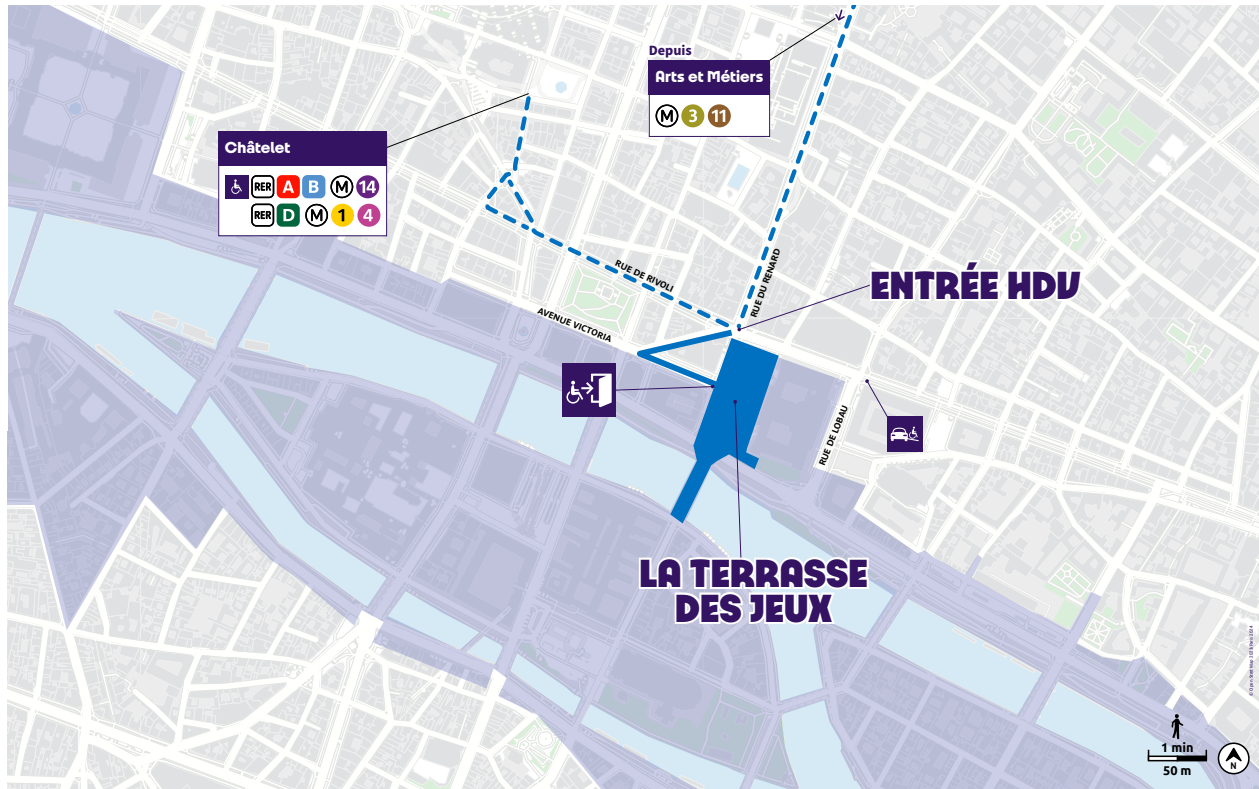 Depuis
Arts et Métiers
M 3 11
Châtelet
RER A B M 14
RER D M 1 4
RUE DE RIVOLI
RUE DU RENARD
ENTRÉE HDV
AVENUE VICTORIA
RUE DE LOBAU
LA TERRASSE
DES JEUX
1 min
50 m
N